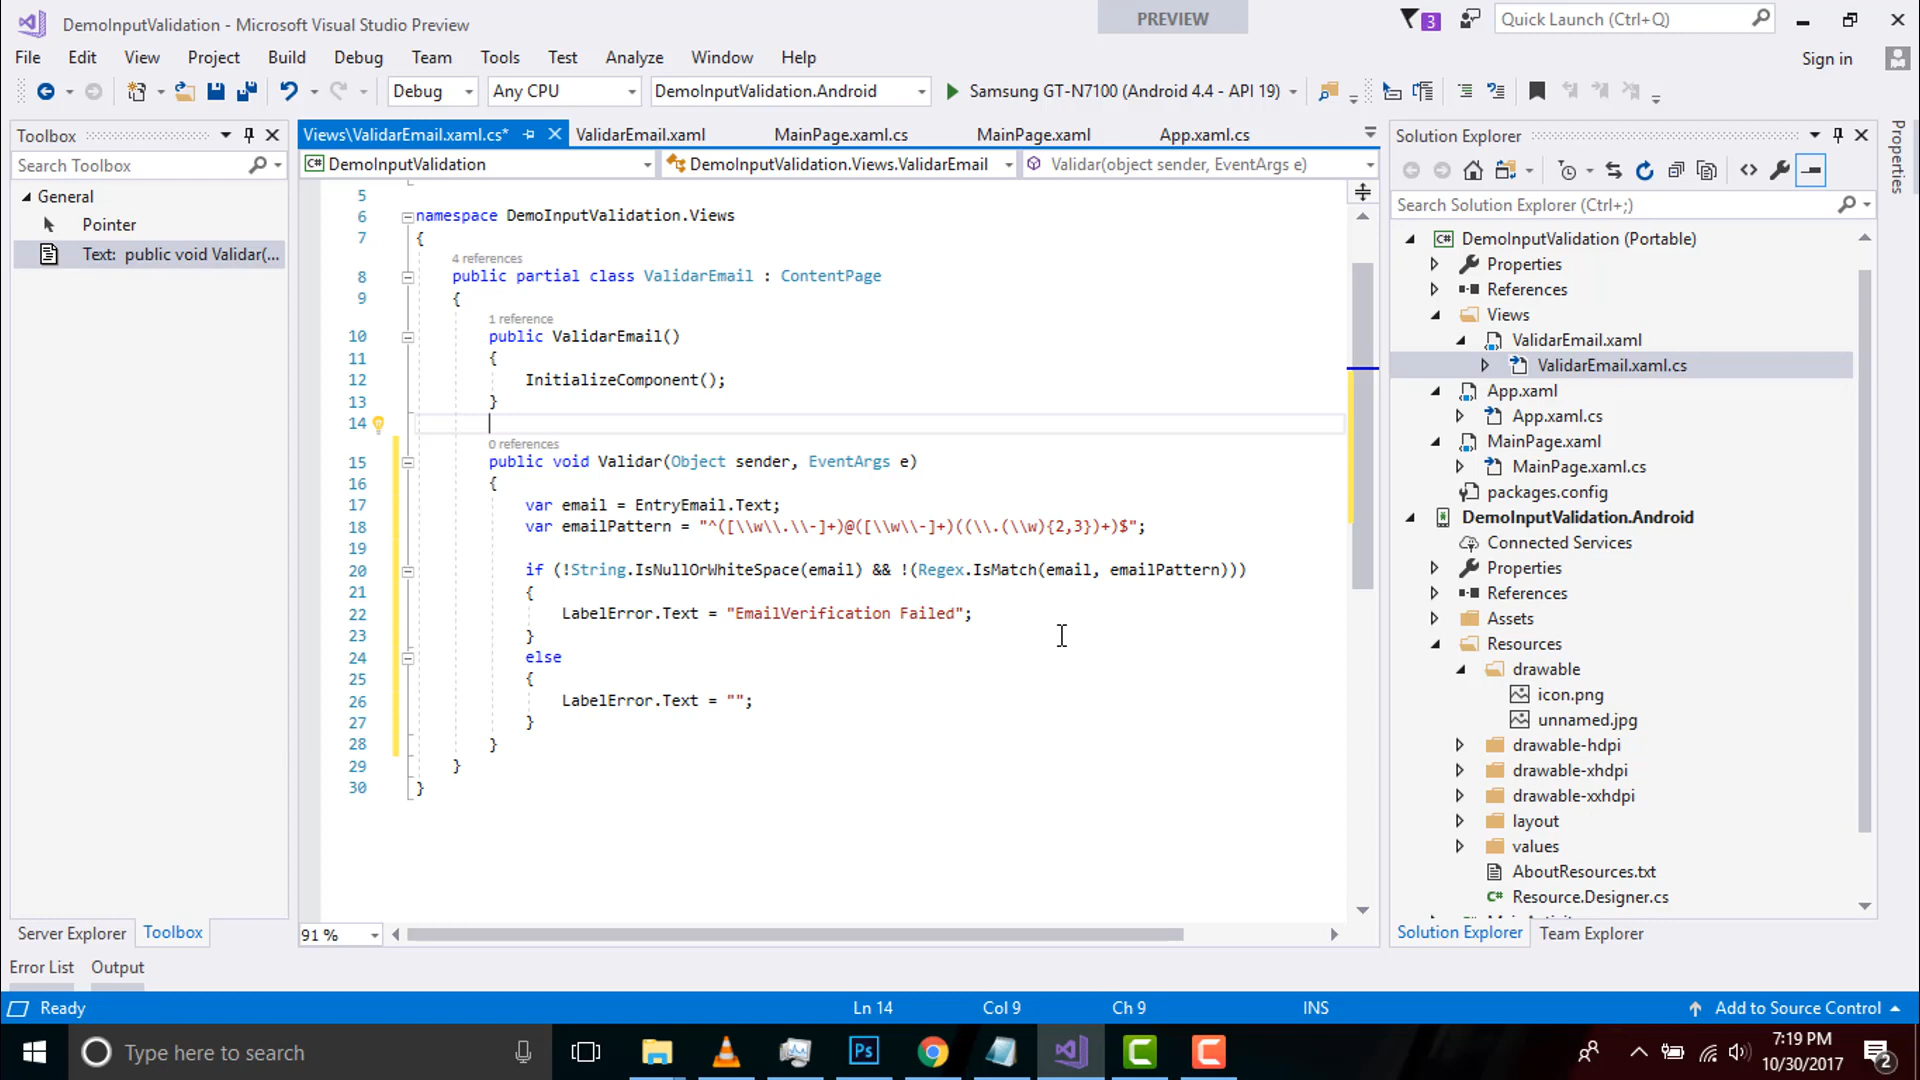 DemoInputValidation - Microsoft Visual Studio Preview
PREVIEW
3
Quick Launch (Ctrl+Q)
File Edit View Project Build Debug Team Tools Test Analyze Window Help
Sign in
Debug Any CPU DemoInputValidation.Android Samsung GT-N7100 (Android 4.4 - API 19)
Toolbox
Search Toolbox
General
Pointer
Text: public void Validar(...
Views\ValidarEmail.xaml.cs* ValidarEmail.xaml MainPage.xaml.cs MainPage.xaml App.xaml.cs
C# DemoInputValidation DemoInputValidation.Views.ValidarEmail Validar(object sender, EventArgs e)
5
6 namespace DemoInputValidation.Views
7 {
4 references
8 public partial class ValidarEmail : ContentPage
9 {
1 reference
10 public ValidarEmail()
11 {
12 InitializeComponent();
13 }
14
0 references
15 public void Validar(Object sender, EventArgs e)
16 {
17 var email = EntryEmail.Text;
18 var emailPattern = "^([\\w\\.\\-]+)@([\\w\\-]+)((\\.(\\w){2,3})+)$";
19
20 if (!String.IsNullOrWhiteSpace(email) && !(Regex.IsMatch(email, emailPattern)))
21 {
22 LabelError.Text = "EmailVerification Failed";
23 }
24 else
25 {
26 LabelError.Text = "";
27 }
28 }
29 }
30 }
91 %
Solution Explorer
Search Solution Explorer (Ctrl+;)
C# DemoInputValidation (Portable)
Properties
References
Views
ValidarEmail.xaml
ValidarEmail.xaml.cs
App.xaml
App.xaml.cs
MainPage.xaml
MainPage.xaml.cs
packages.config
DemoInputValidation.Android
Connected Services
Properties
References
Assets
Resources
drawable
icon.png
unnamed.jpg
drawable-hdpi
drawable-xhdpi
drawable-xxhdpi
layout
values
AboutResources.txt
C# Resource.Designer.cs
Solution Explorer Team Explorer
Properties
Server Explorer Toolbox
Error List Output
Ready Ln 14 Col 9 Ch 9 INS Add to Source Control
Type here to search
Ps
7:19 PM
10/30/2017
2